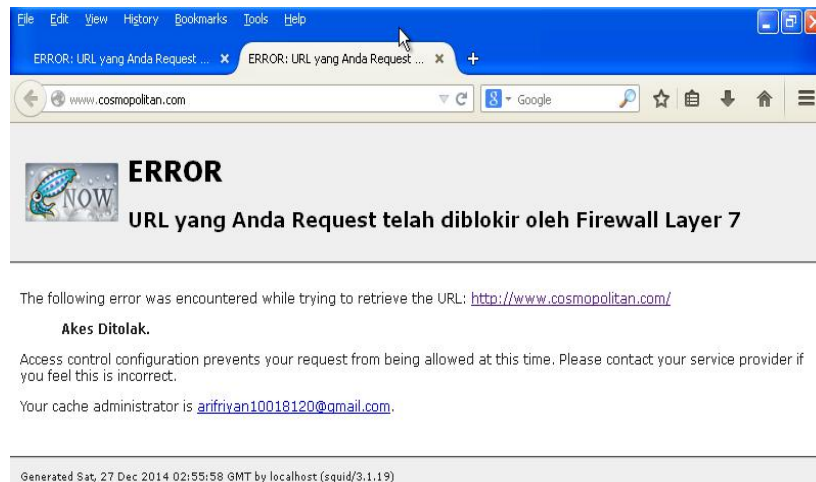 File Edit View History Bookmarks Tools Help
ERROR: URL yang Anda Request ... ERROR: URL yang Anda Request ...
www.cosmopolitan.com Google
NOW
ERROR
URL yang Anda Request telah diblokir oleh Firewall Layer 7
The following error was encountered while trying to retrieve the URL: http://www.cosmopolitan.com/
Akes Ditolak.
Access control configuration prevents your request from being allowed at this time. Please contact your service provider if
you feel this is incorrect.
Your cache administrator is arifriyan10018120@gmail.com.
Generated Sat, 27 Dec 2014 02:55:58 GMT by localhost (squid/3.1.19)